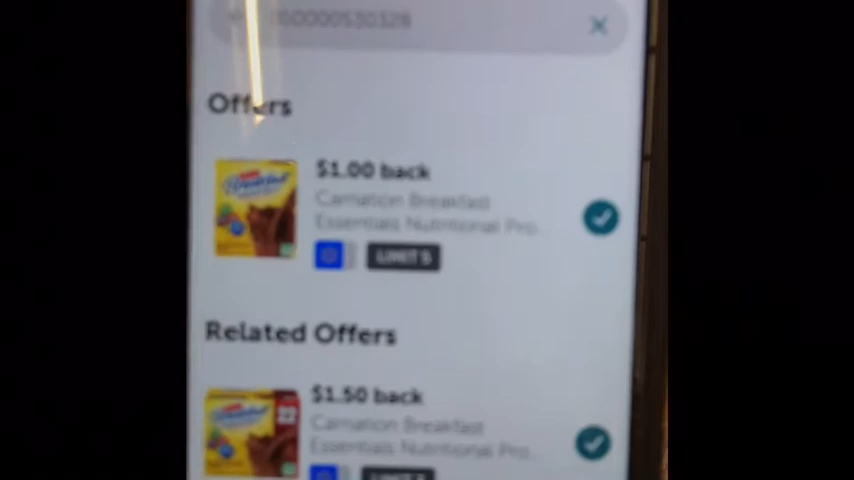 Offers
$1.00 back
Carnation Breakfast
Essentials Nutritional Pro...
LIMIT 5
Related Offers
$1.50 back
Carnation Breakfast
Essentials Nutritional Pro...